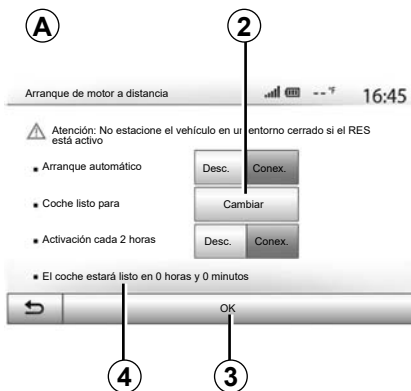 A
2
Arranque de motor a distancia
--°F
16:45
Atención: No estacione el vehículo en un entorno cerrado si el RES
está activo
▪ Arranque automático
Desc. Conex.
▪ Coche listo para
Cambiar
▪ Activación cada 2 horas
Desc. Conex.
▪ El coche estará listo en 0 horas y 0 minutos
OK
4
3